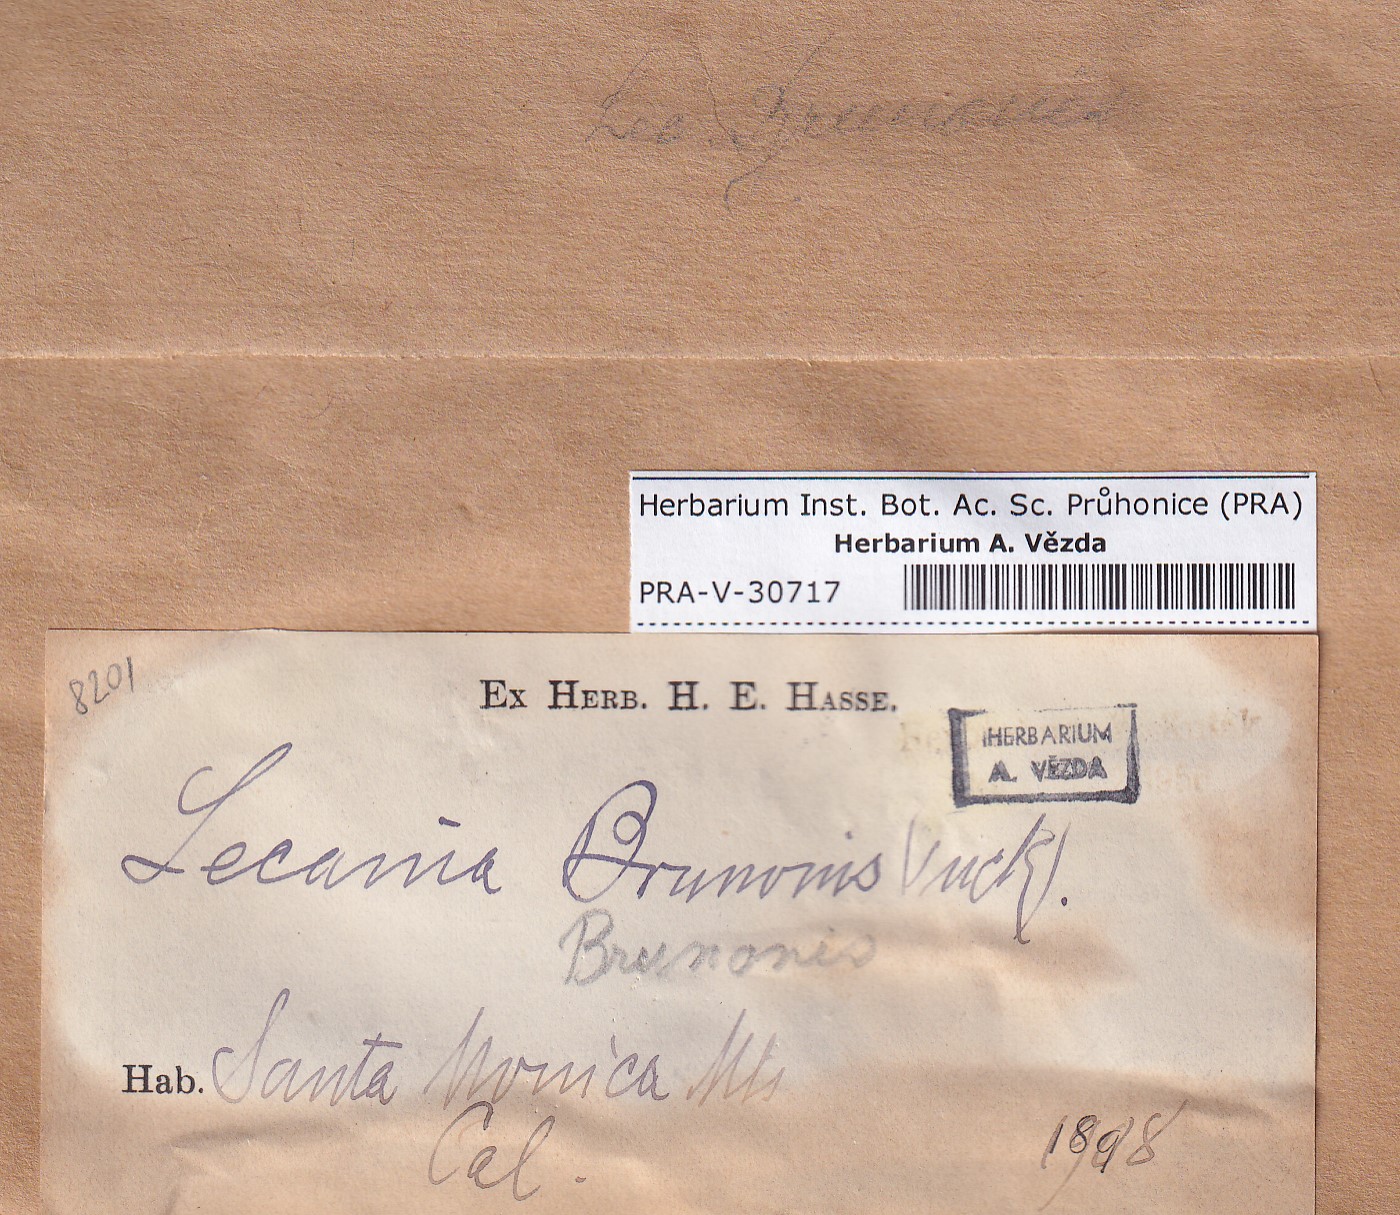 Lec. Brunonis
Herbarium Inst. Bot. Ac. Sc. Průhonice (PRA)
Herbarium A. Vězda
PRA-V-30717
8201
Ex Herb. H. E. Hasse.
HERBARIUM
A. VĚZDA
Lecania Brunonis (Tuck).
Brunonis
Hab. Santa Monica Mts
Cal.